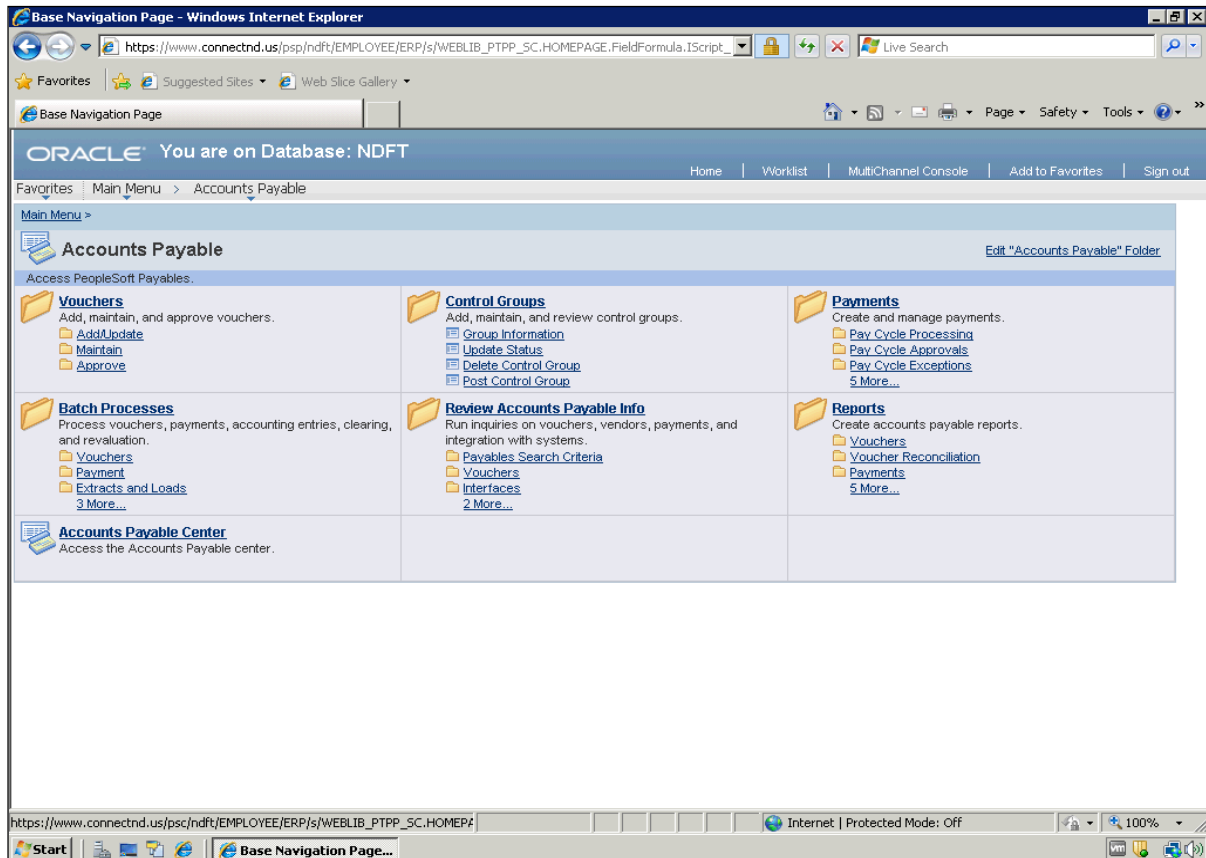 Base Navigation Page - Windows Internet Explorer
https://www.connectnd.us/psp/ndft/EMPLOYEE/ERP/s/WEBLIB_PTPP_SC.HOMEPAGE.FieldFormula.IScript_
Live Search
Favorites
Suggested Sites
Web Slice Gallery
Base Navigation Page
Page
Safety
Tools
»
ORACLE You are on Database: NDFT
Home | Worklist | MultiChannel Console | Add to Favorites | Sign out
Favorites Main Menu > Accounts Payable
Main Menu >
Accounts Payable
Edit "Accounts Payable" Folder
Access PeopleSoft Payables.
Vouchers
Add, maintain, and approve vouchers.
Add/Update
Maintain
Approve
Control Groups
Add, maintain, and review control groups.
Group Information
Update Status
Delete Control Group
Post Control Group
Payments
Create and manage payments.
Pay Cycle Processing
Pay Cycle Approvals
Pay Cycle Exceptions
5 More...
Batch Processes
Process vouchers, payments, accounting entries, clearing,
and revaluation.
Vouchers
Payment
Extracts and Loads
3 More...
Review Accounts Payable Info
Run inquiries on vouchers, vendors, payments, and
integration with systems.
Payables Search Criteria
Vouchers
Interfaces
2 More...
Reports
Create accounts payable reports.
Vouchers
Voucher Reconciliation
Payments
5 More...
Accounts Payable Center
Access the Accounts Payable center.
https://www.connectnd.us/psc/ndft/EMPLOYEE/ERP/s/WEBLIB_PTPP_SC.HOMEPA
Internet | Protected Mode: Off
100%
Start
Base Navigation Page...
vm